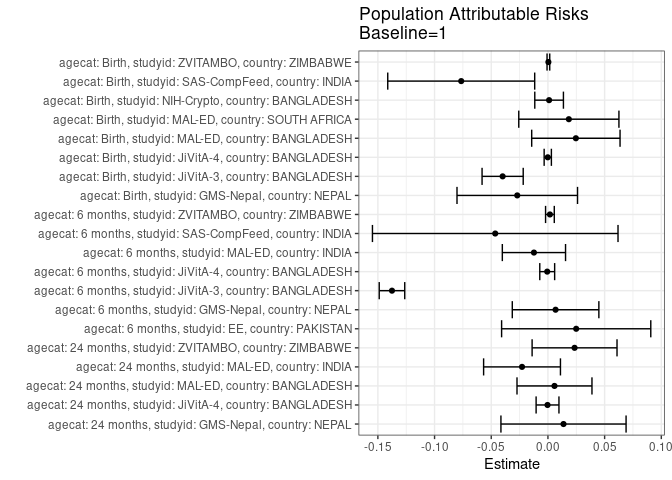 Population Attributable Risks
Baseline=1
agecat: Birth, studyid: ZVITAMBO, country: ZIMBABWE
agecat: Birth, studyid: SAS-CompFeed, country: INDIA
agecat: Birth, studyid: NIH-Crypto, country: BANGLADESH
agecat: Birth, studyid: MAL-ED, country: SOUTH AFRICA
agecat: Birth, studyid: MAL-ED, country: BANGLADESH
agecat: Birth, studyid: JiVitA-4, country: BANGLADESH
agecat: Birth, studyid: JiVitA-3, country: BANGLADESH
agecat: Birth, studyid: GMS-Nepal, country: NEPAL
agecat: 6 months, studyid: ZVITAMBO, country: ZIMBABWE
agecat: 6 months, studyid: SAS-CompFeed, country: INDIA
agecat: 6 months, studyid: MAL-ED, country: INDIA
agecat: 6 months, studyid: JiVitA-4, country: BANGLADESH
agecat: 6 months, studyid: JiVitA-3, country: BANGLADESH
agecat: 6 months, studyid: GMS-Nepal, country: NEPAL
agecat: 6 months, studyid: EE, country: PAKISTAN
agecat: 24 months, studyid: ZVITAMBO, country: ZIMBABWE
agecat: 24 months, studyid: MAL-ED, country: INDIA
agecat: 24 months, studyid: MAL-ED, country: BANGLADESH
agecat: 24 months, studyid: JiVitA-4, country: BANGLADESH
agecat: 24 months, studyid: GMS-Nepal, country: NEPAL
-0.15 -0.10 -0.05 0.00 0.05 0.10
Estimate